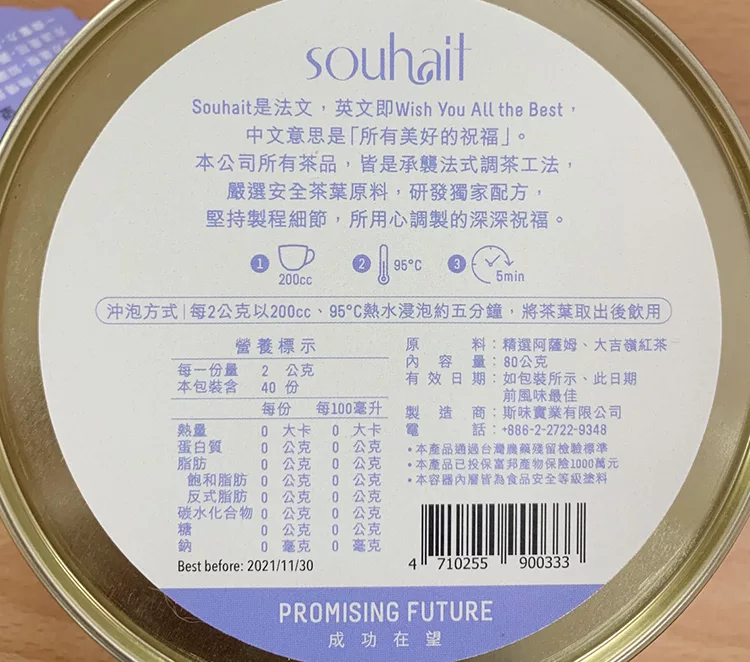 souhait
Souhait是法文，英文即Wish You All the Best，
中文意思是「所有美好的祝福」。
本公司所有茶品，皆是承襲法式調茶工法，
嚴選安全茶葉原料，研發獨家配方，
堅持製程細節，所用心調製的深深祝福。
1 200cc 2 95°C 3 5min
沖泡方式|每2公克以200cc、95°C熱水浸泡約五分鐘，將茶葉取出後飲用
營養標示
每一份量 2 公克
本包裝含 40 份
每份 每100毫升
熱量 0 大卡 0 大卡
蛋白質 0 公克 0 公克
脂肪 0 公克 0 公克
飽和脂肪 0 公克 0 公克
反式脂肪 0 公克 0 公克
碳水化合物 0 公克 0 公克
糖 0 公克 0 公克
鈉 0 毫克 0 毫克
Best before: 2021/11/30
原料：精選阿薩姆、大吉嶺紅茶
內容量：80公克
有效日期：如包裝所示、此日期
前風味最佳
製造商：斯味實業有限公司
電話：+886-2-2722-9348
•本產品通過台灣農藥殘留檢驗標準
•本產品已投保富邦產物保險1000萬元
•本容器內層皆為食品安全等級塗料
4 710255 900333
PROMISING FUTURE
成功在望